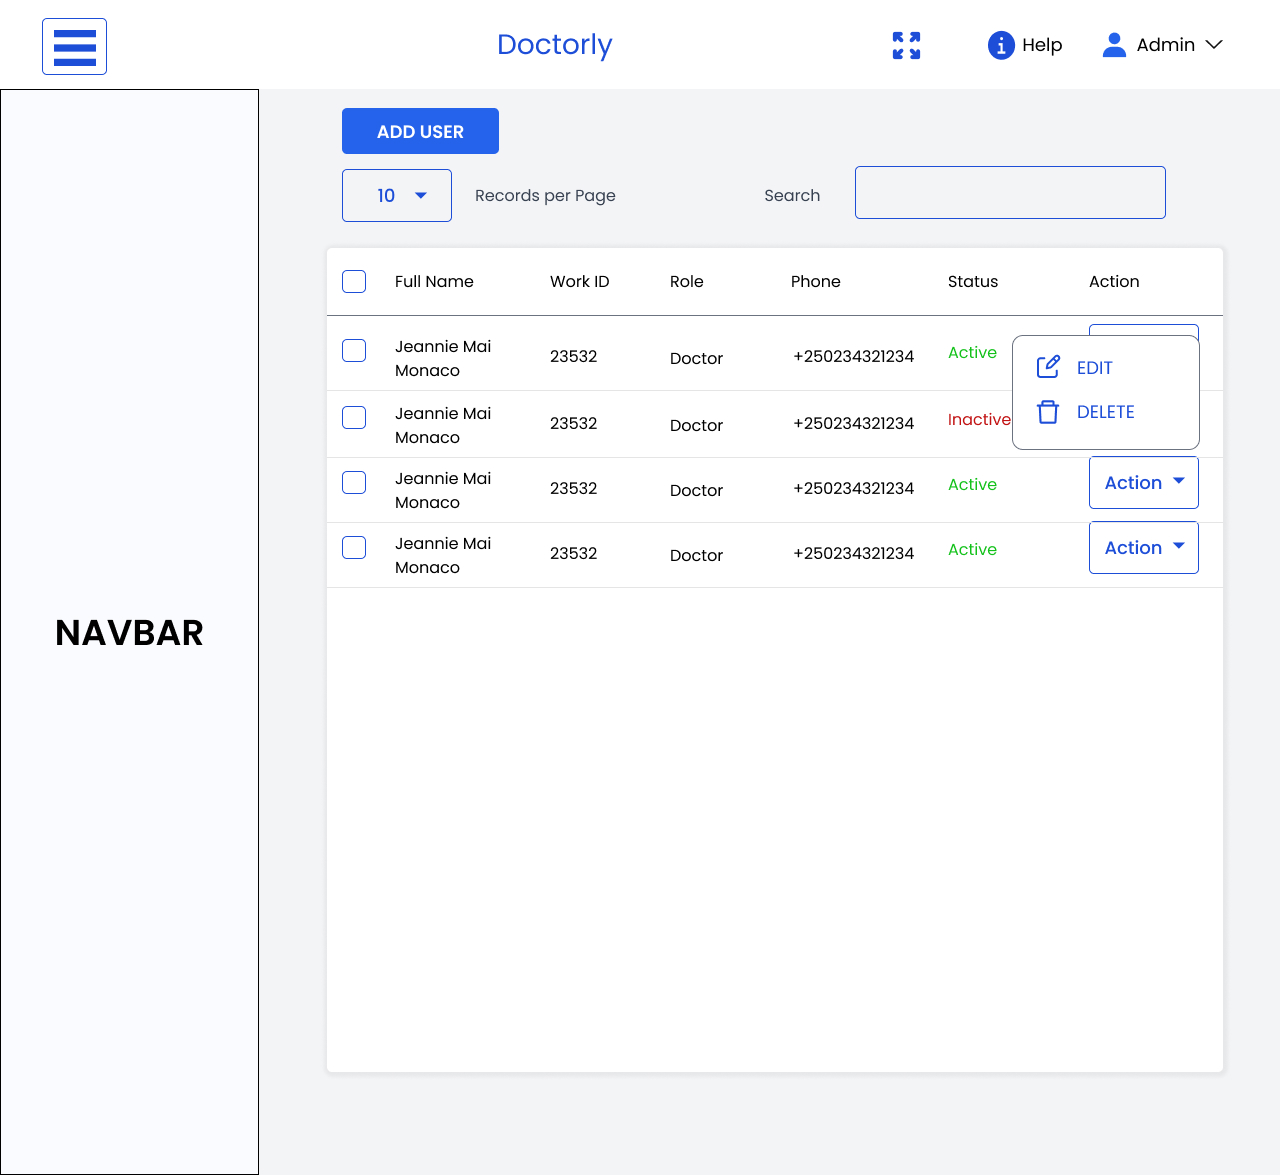 Doctorly
Help
Admin
ADD USER
10
Records per Page
Search
NAVBAR
Full Name Work ID Role Phone Status Action
Jeannie Mai
Monaco
23532 Doctor +250234321234 Active
EDIT
DELETE
Jeannie Mai
Monaco
23532 Doctor +250234321234 Inactive
Jeannie Mai
Monaco
23532 Doctor +250234321234 Active Action
Jeannie Mai
Monaco
23532 Doctor +250234321234 Active Action